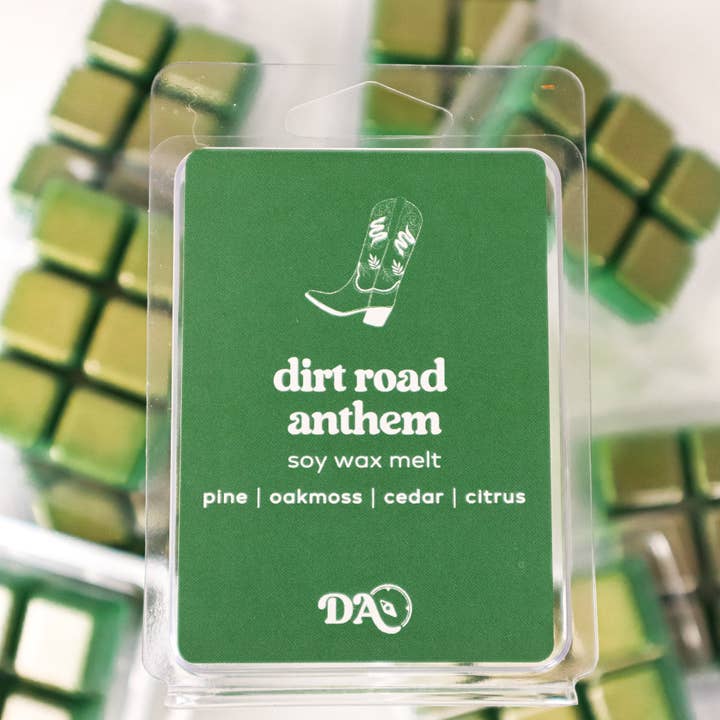 dirt road
anthem
soy wax melt
pine | oakmoss | cedar | citrus
DA